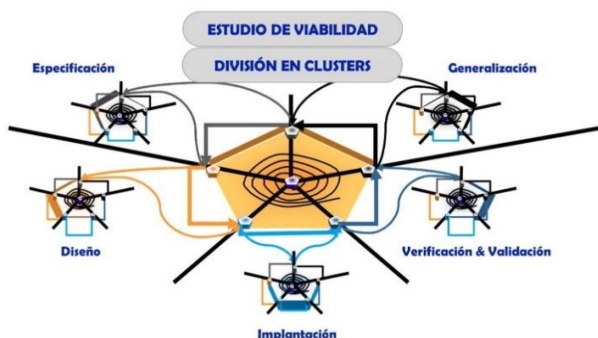 ESTUDIO DE VIABILIDAD
DIVISIÓN EN CLUSTERS
Especificación
Generalización
Diseño
Verificación & Validación
Implantación